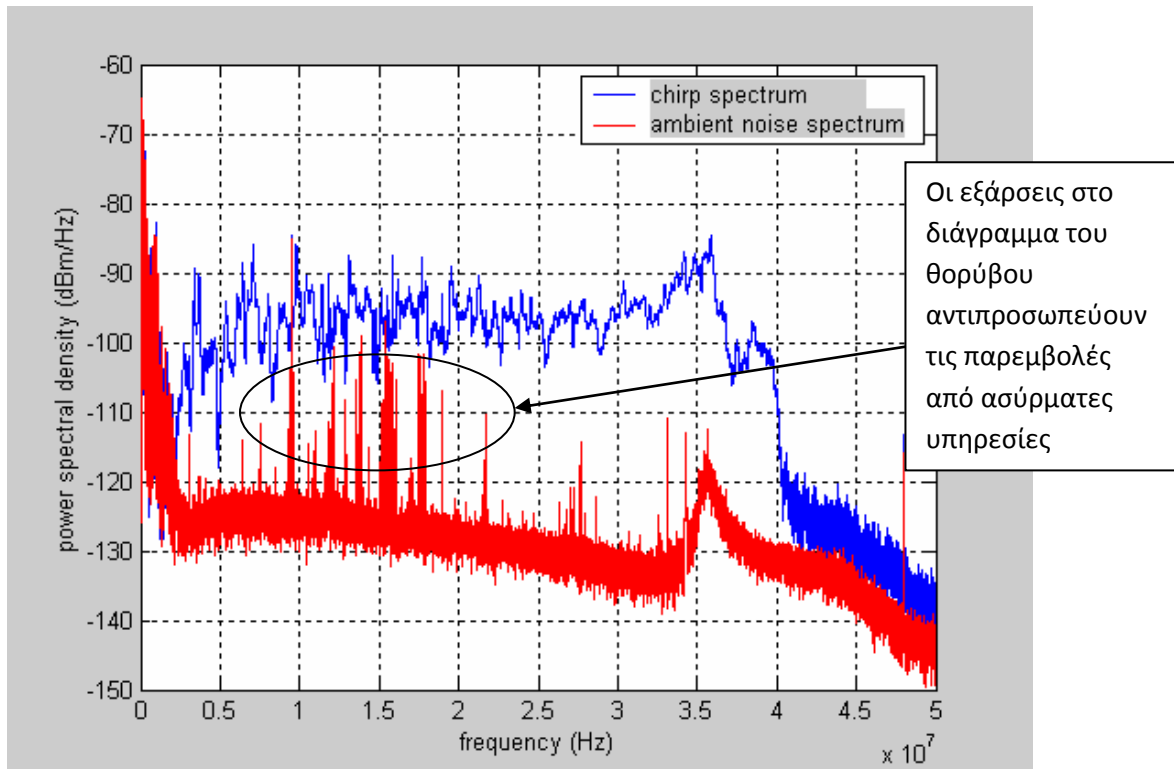 -60
-70
-80
-90
-100
-110
-120
-130
-140
-150
power spectral density (dBm/Hz)
chirp spectrum
ambient noise spectrum
Οι εξάρσεις στο
διάγραμμα του
θορύβου
αντιπροσωπεύουν
τις παρεμβολές
από ασύρματες
υπηρεσίες
0 0.5 1 1.5 2 2.5 3 3.5 4 4.5 5
frequency (Hz)
x 10⁷